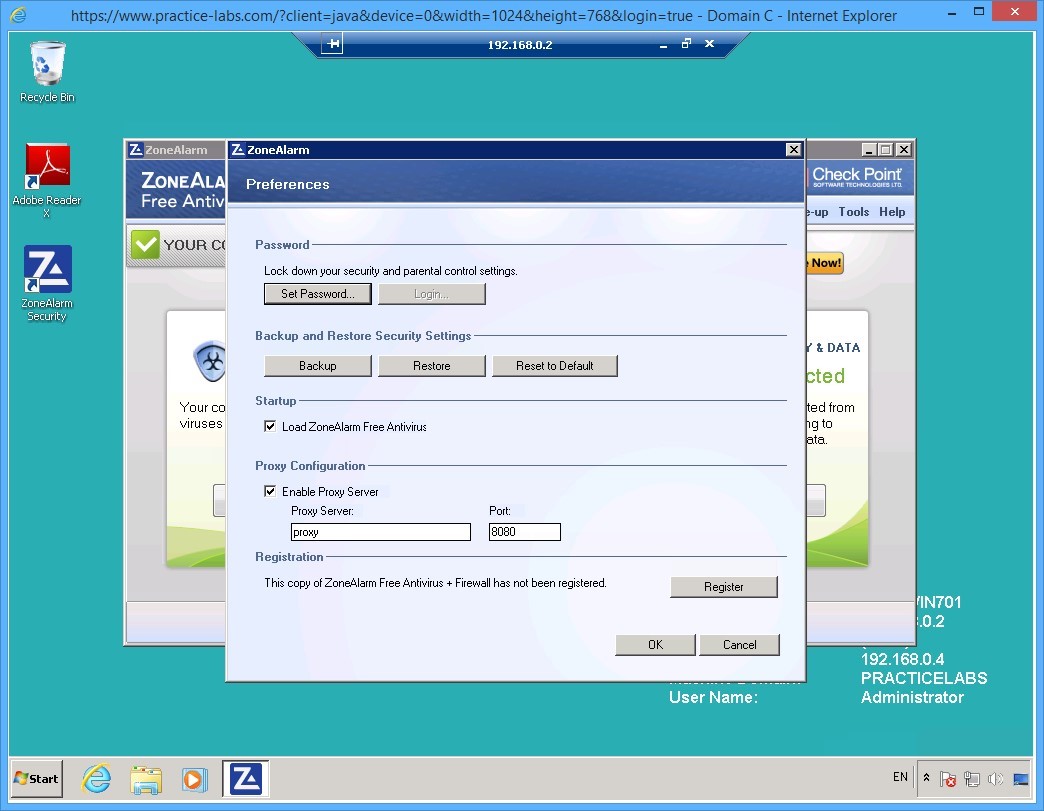 https://www.practice-labs.com/?client=java&device=0&width=1024&height=768&login=true - Domain C - Internet Explorer
192.168.0.2
Recycle Bin
Adobe Reader
X
ZoneAlarm
Security
ZoneAlarm
ZONEALA
Free Antiv
Check Point
SOFTWARE TECHNOLOGIES LTD.
e-up Tools Help
YOUR CO
Now!
Your co
viruses
Y & DATA
cted
ted from
ng to
ata.
ZoneAlarm
Preferences
Password
Lock down your security and parental control settings.
Set Password... Login...
Backup and Restore Security Settings
Backup Restore Reset to Default
Startup
Load ZoneAlarm Free Antivirus
Proxy Configuration
Enable Proxy Server
Proxy Server: Port:
proxy 8080
Registration
This copy of ZoneAlarm Free Antivirus + Firewall has not been registered.
Register
OK Cancel
IN701
.0.2
192.168.0.4
PRACTICELABS
User Name: Administrator
Start
EN